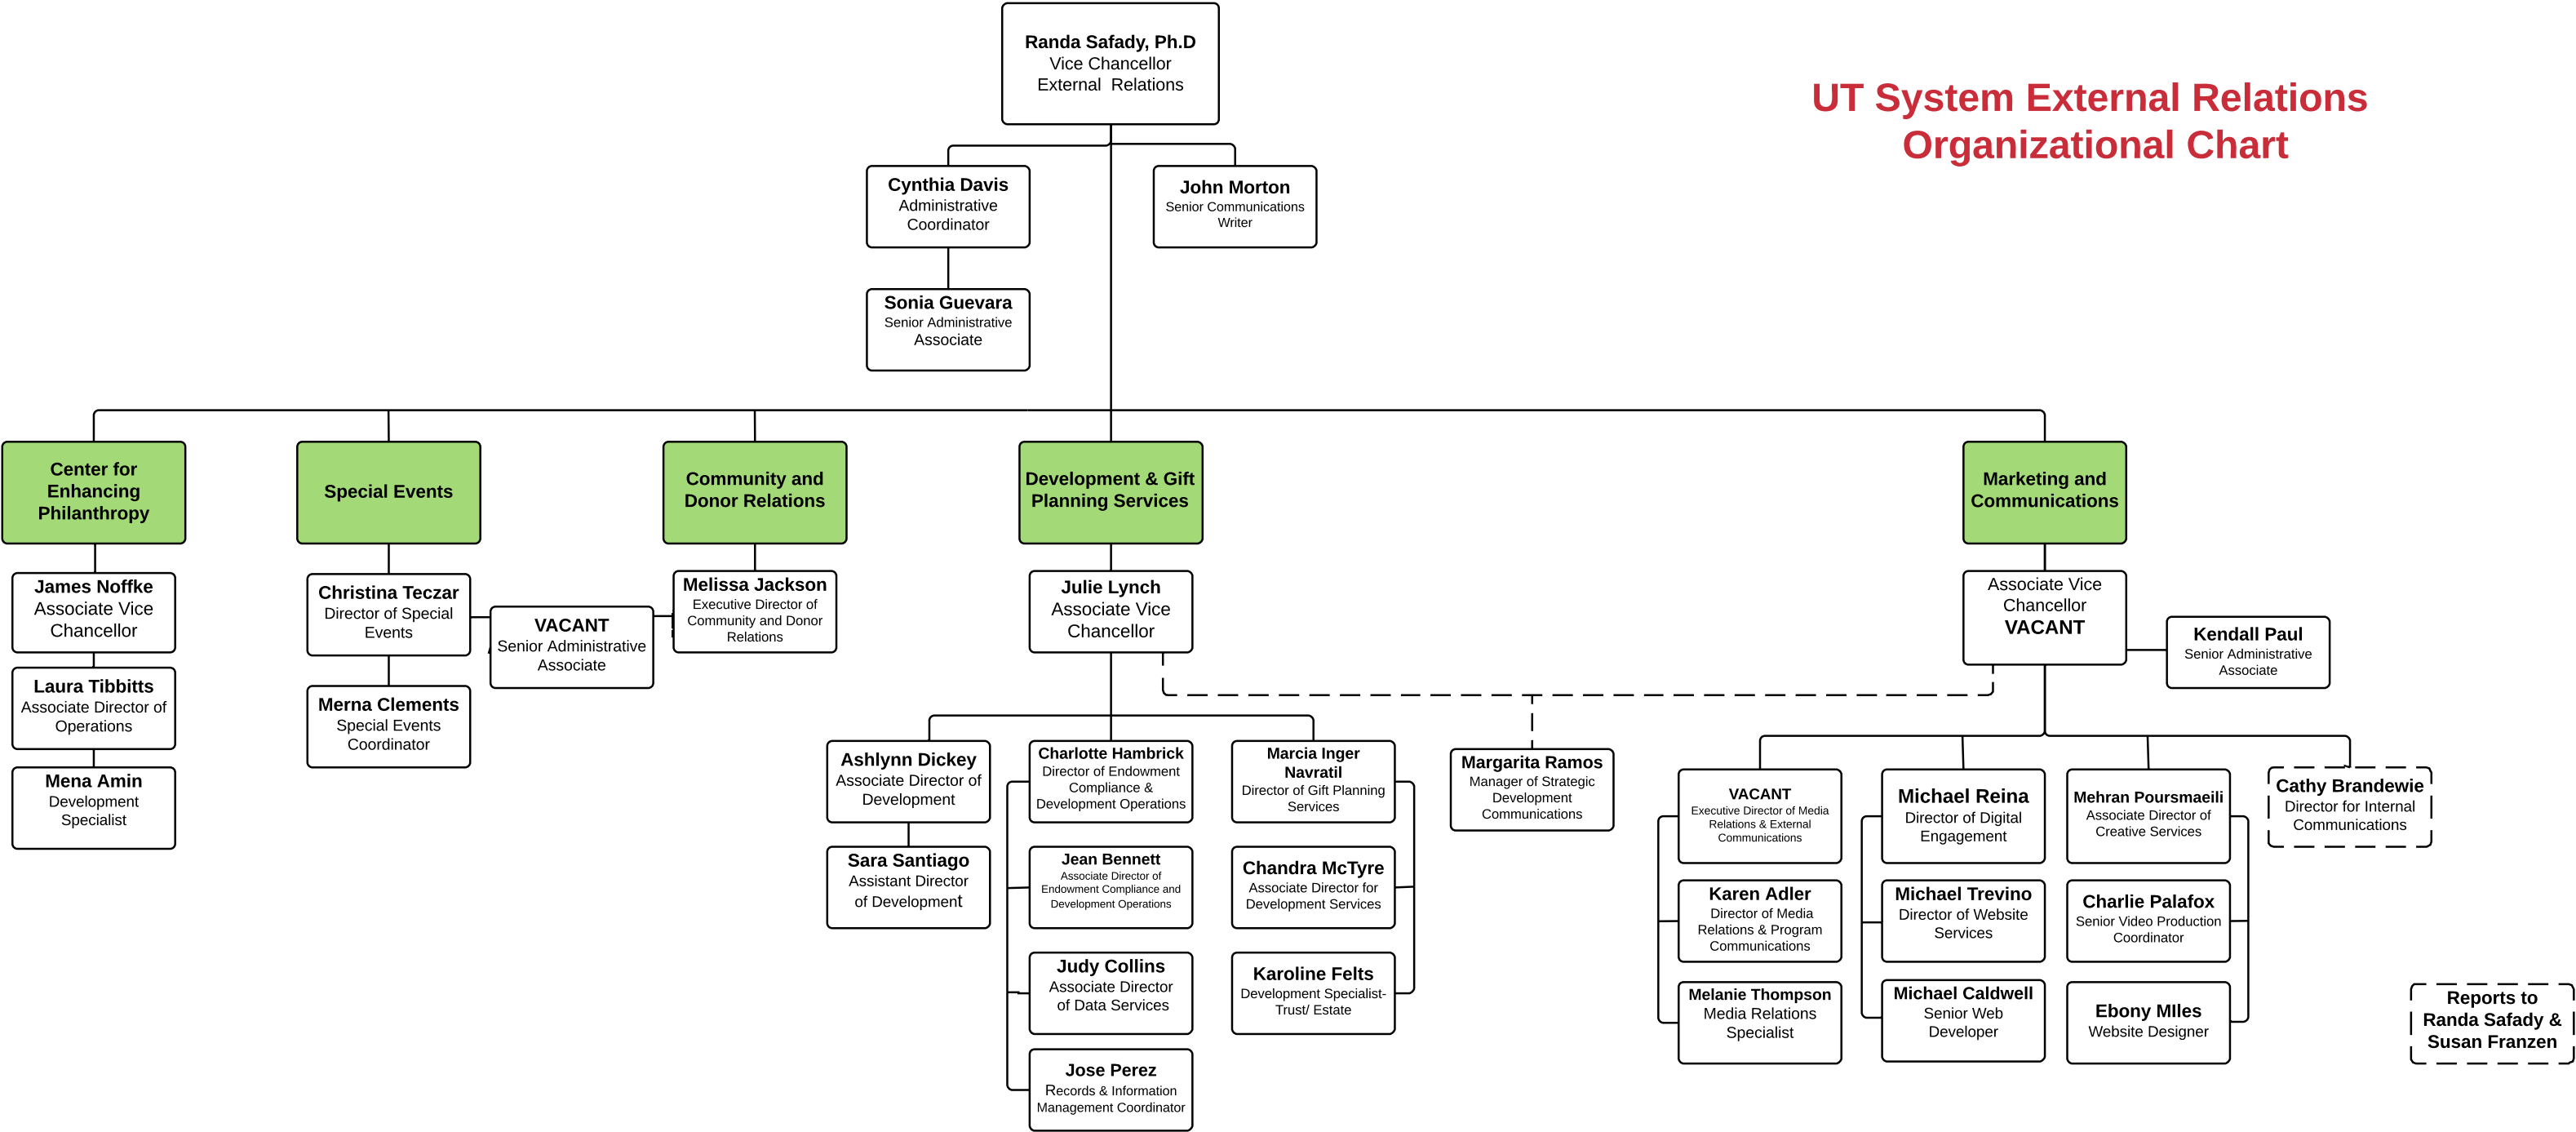 Randa Safady, Ph.D
Vice Chancellor
External  Relations
UT System External Relations
Organizational Chart
Cynthia Davis
Administrative
Coordinator
John Morton
Senior Communications
Writer
Sonia Guevara
Senior Administrative
Associate
Center for
Enhancing
Philanthropy
Special Events
Community and
Donor Relations
Development & Gift
Planning Services
Marketing and
Communications
James Noffke
Associate Vice
Chancellor
Laura Tibbitts
Associate Director of
Operations
Mena Amin
Development
Specialist
Christina Teczar
Director of Special
Events
Merna Clements
Special Events
Coordinator
VACANT
Senior Administrative
Associate
Melissa Jackson
Executive Director of
Community and Donor
Relations
Julie Lynch
Associate Vice
Chancellor
Associate Vice
Chancellor
VACANT
Kendall Paul
Senior Administrative
Associate
Ashlynn Dickey
Associate Director of
Development
Sara Santiago
Assistant Director
of Development
Charlotte Hambrick
Director of Endowment
Compliance &
Development Operations
Jean Bennett
Associate Director of
Endowment Compliance and
Development Operations
Judy Collins
Associate Director
of Data Services
Jose Perez
Records & Information
Management Coordinator
Marcia Inger
Navratil
Director of Gift Planning
Services
Chandra McTyre
Associate Director for
Development Services
Karoline Felts
Development Specialist-
Trust/ Estate
Margarita Ramos
Manager of Strategic
Development
Communications
VACANT
Executive Director of Media
Relations & External
Communications
Karen Adler
Director of Media
Relations & Program
Communications
Melanie Thompson
Media Relations
Specialist
Michael Reina
Director of Digital
Engagement
Michael Trevino
Director of Website
Services
Michael Caldwell
Senior Web
Developer
Mehran Poursmaeili
Associate Director of
Creative Services
Charlie Palafox
Senior Video Production
Coordinator
Ebony MIles
Website Designer
Cathy Brandewie
Director for Internal
Communications
Reports to
Randa Safady &
Susan Franzen